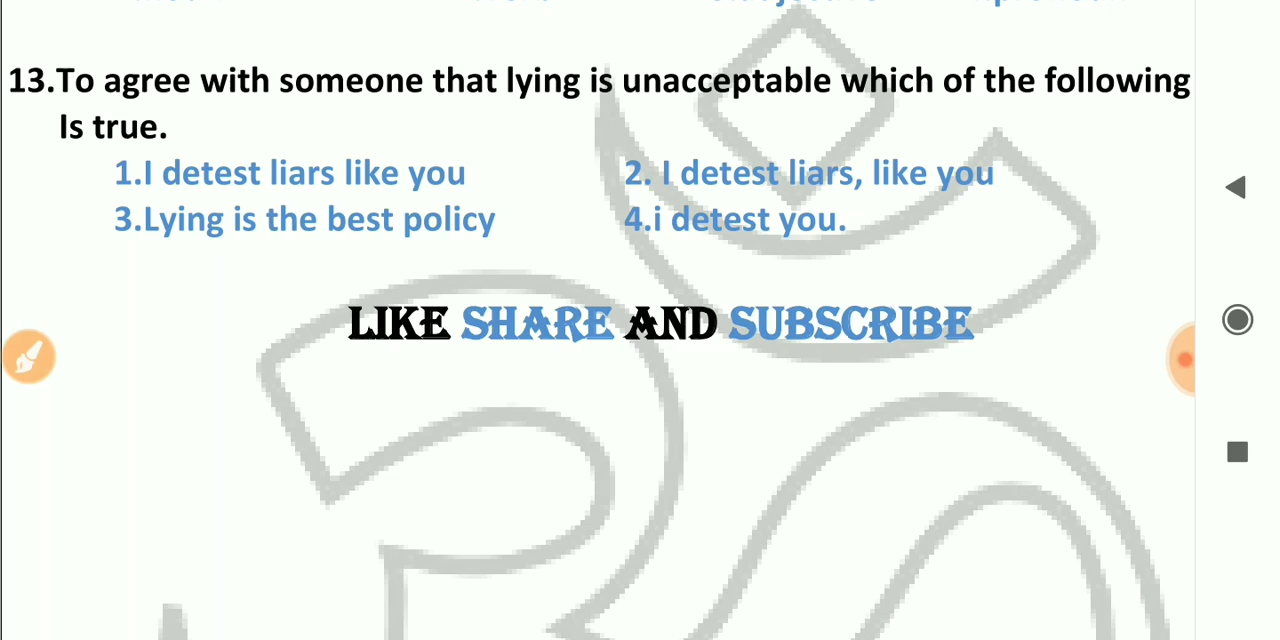 13.To agree with someone that lying is unacceptable which of the following
Is true.
1.I detest liars like you 2. I detest liars, like you
3.Lying is the best policy 4.i detest you.
LIKE SHARE AND SUBSCRIBE